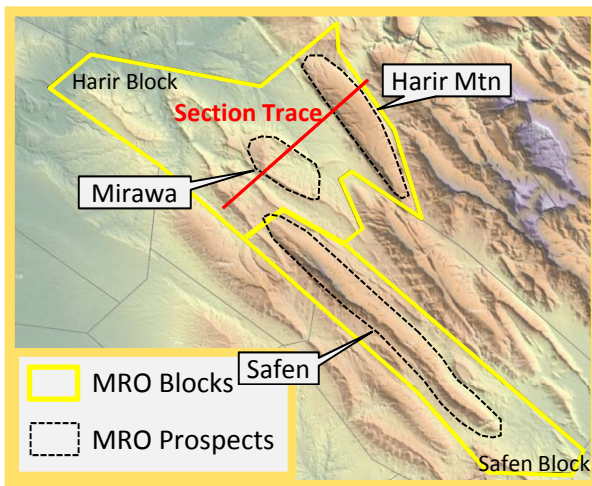 Harir Block
Harir Mtn
Section Trace
Mirawa
Safen
MRO Blocks
MRO Prospects
Safen Block